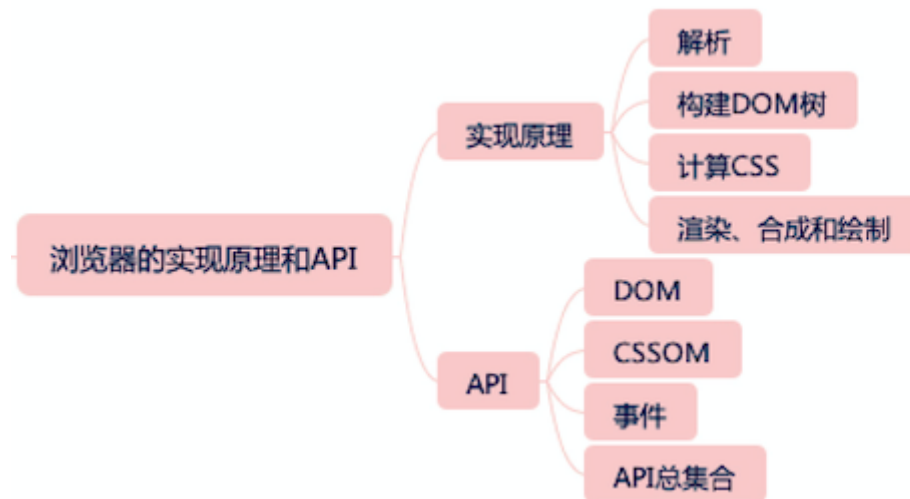 浏览器的实现原理和API
实现原理
解析
构建DOM树
计算CSS
渲染、合成和绘制
API
DOM
CSSOM
事件
API总集合